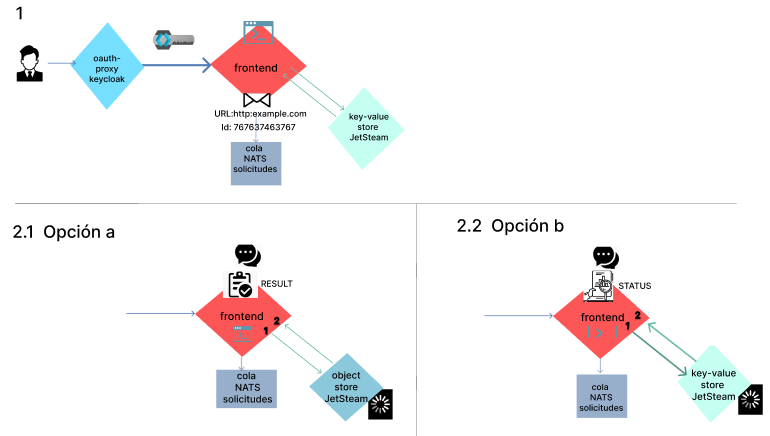 1
oauth-
proxy
keycloak
frontend
URL:http:example.com
Id: 767637463767
key-value
store
JetSteam
cola
NATS
solicitudes
2.1 Opción a
RESULT
frontend
1
2
cola
NATS
solicitudes
object
store
JetSteam
2.2 Opción b
STATUS
frontend
1
2
cola
NATS
solicitudes
key-value
store
JetSteam